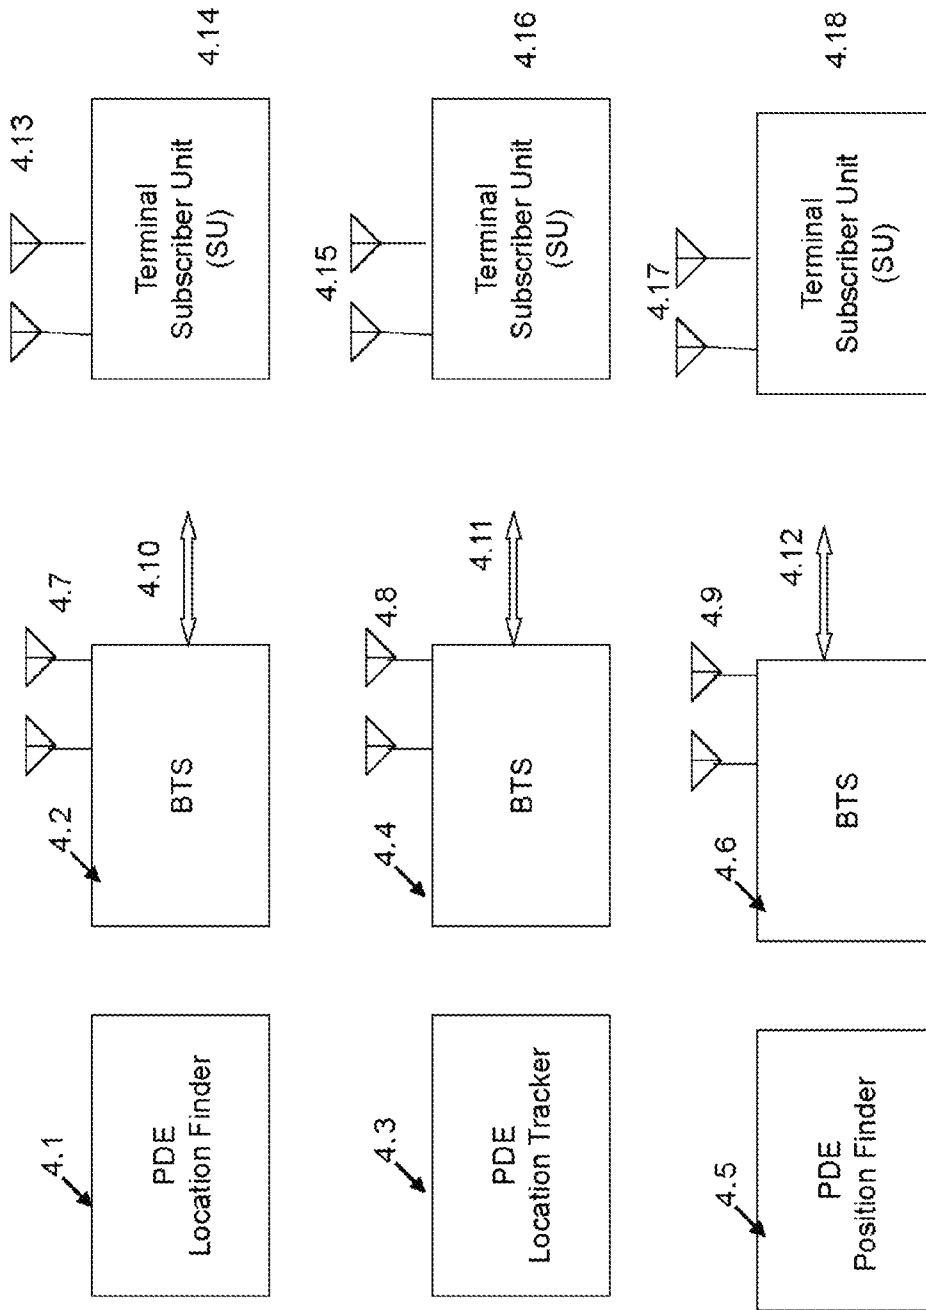 4.1
PDE
Location Finder
4.2
BTS
4.7
4.10
4.13
Terminal
Subscriber Unit
(SU)
4.14
4.3
PDE
Location Tracker
4.4
BTS
4.8
4.11
4.15
Terminal
Subscriber Unit
(SU)
4.16
4.5
PDE
Position Finder
4.6
BTS
4.9
4.12
4.17
Terminal
Subscriber Unit
(SU)
4.18